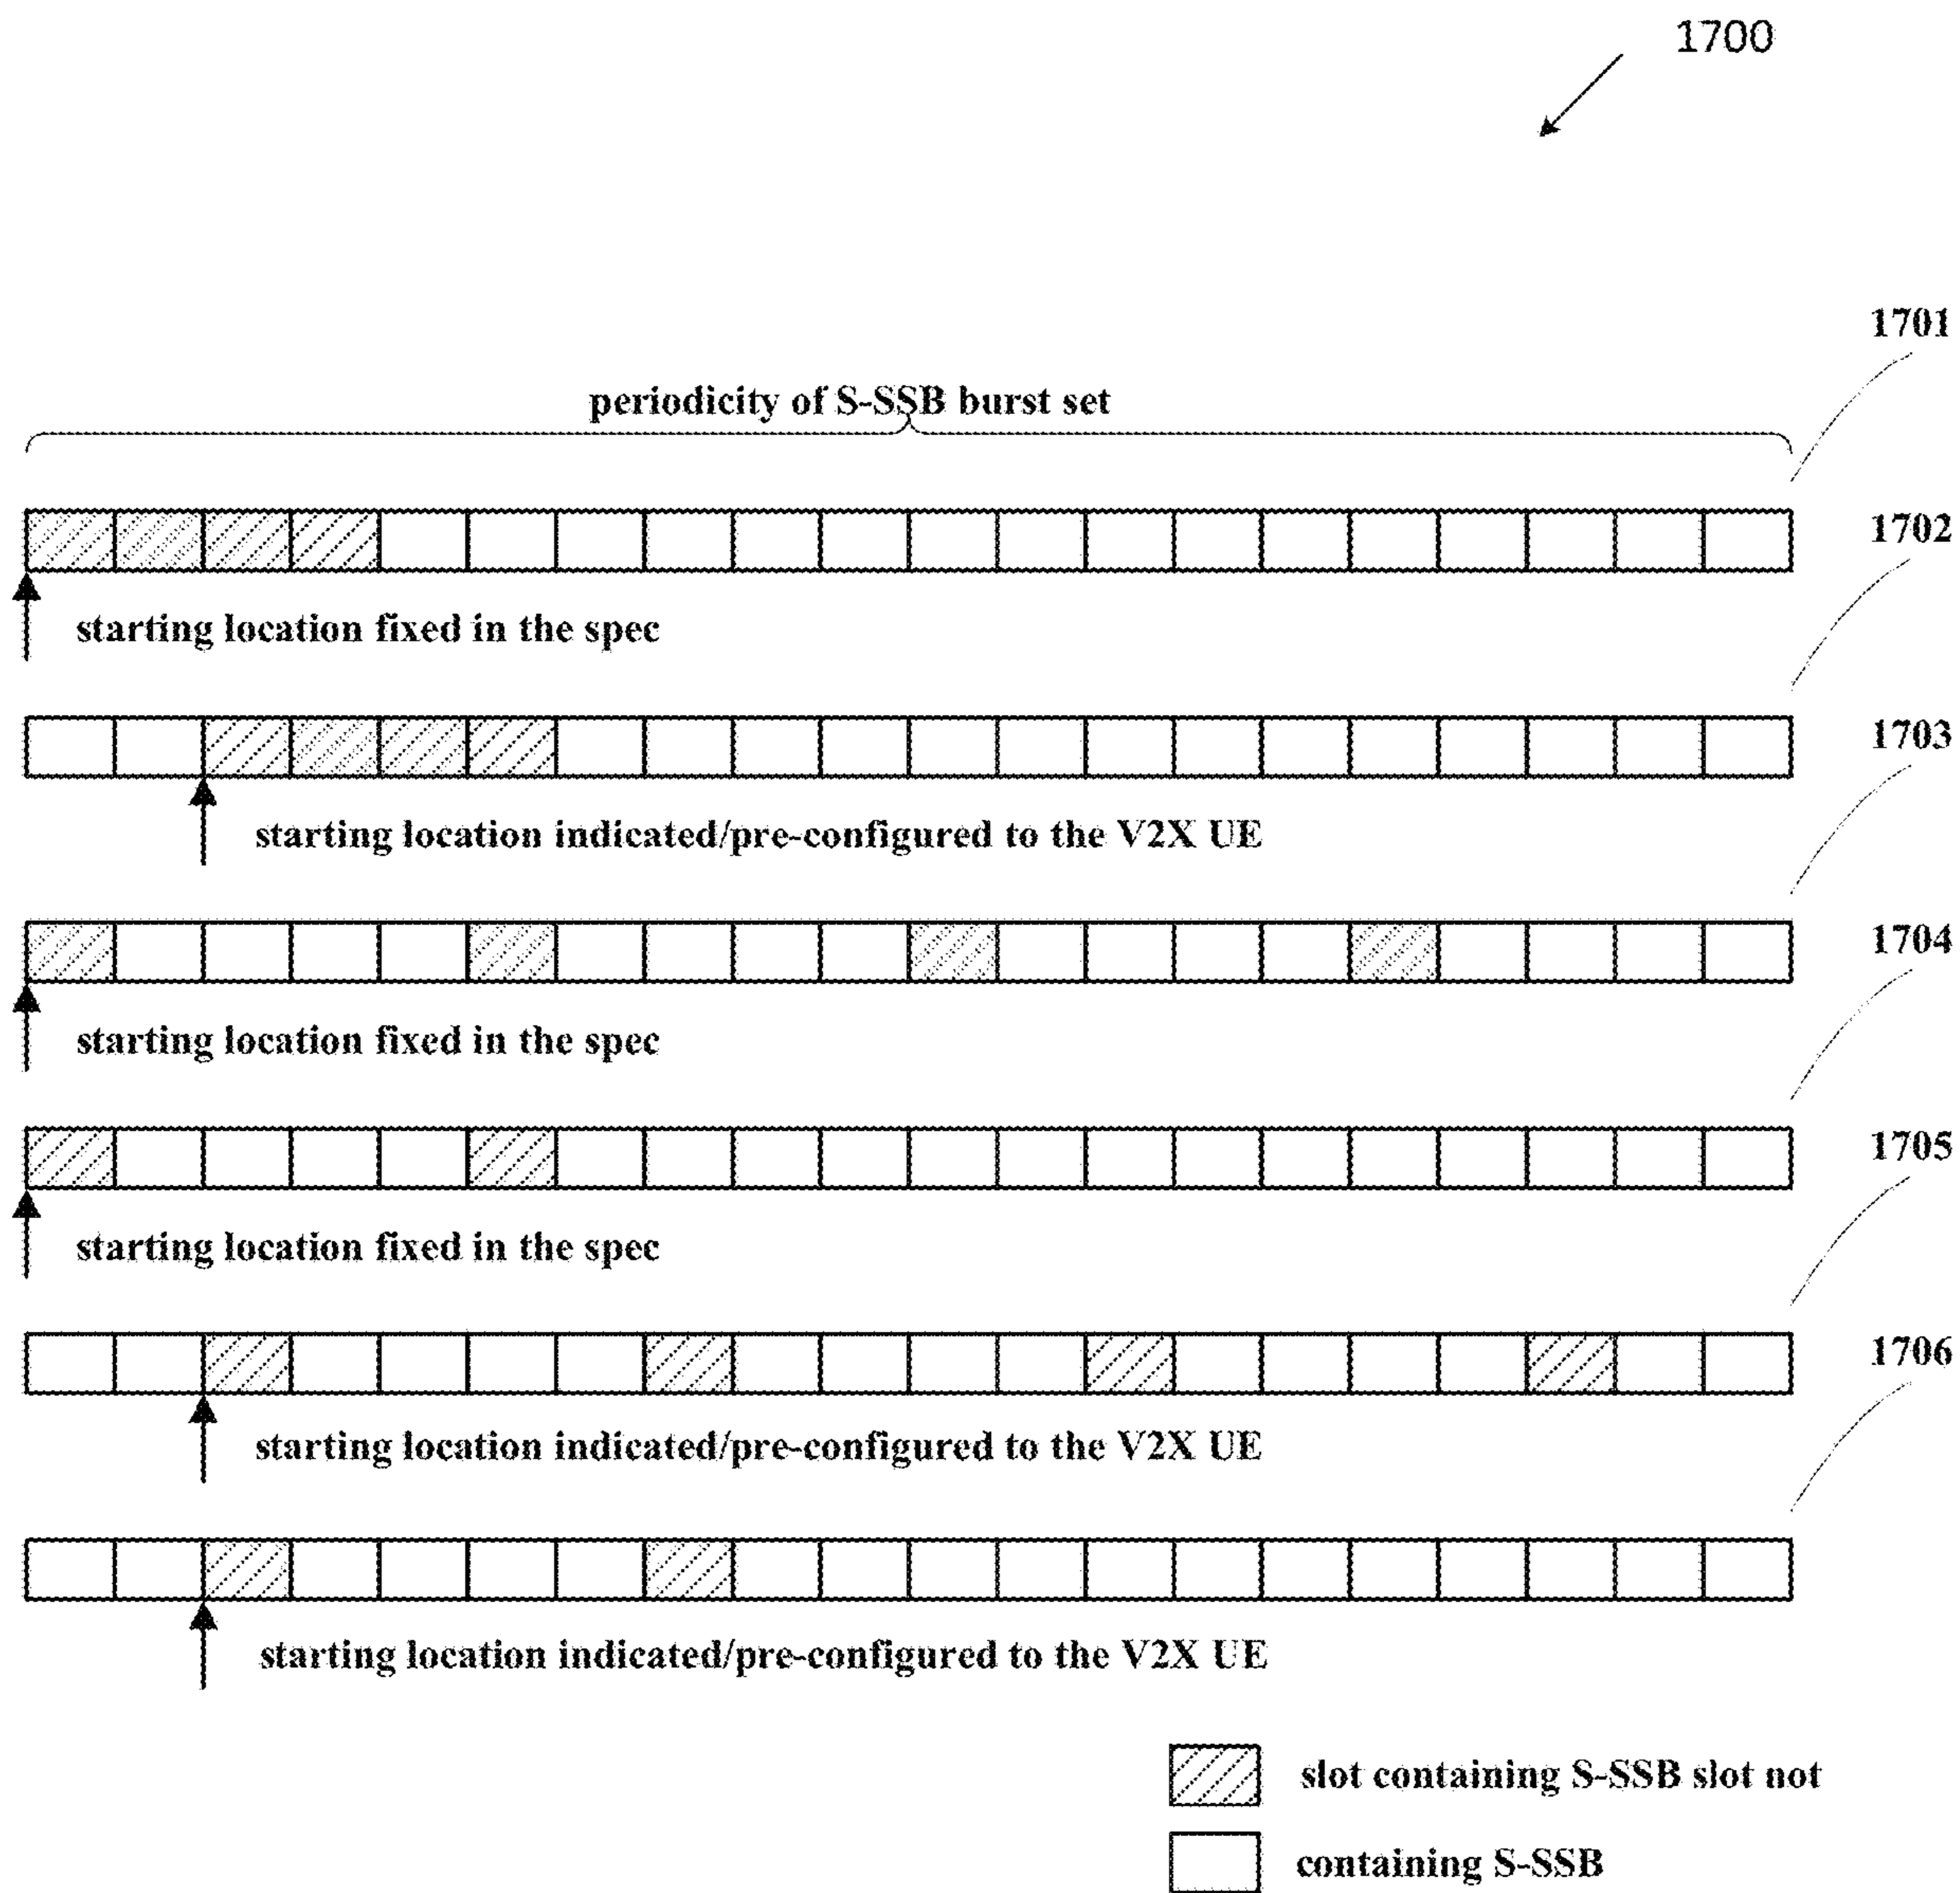 1700
1701
periodicity of S-SSB burst set
1702
starting location fixed in the spec
1703
starting location indicated/pre-configured to the V2X UE
1704
starting location fixed in the spec
1705
starting location fixed in the spec
1706
starting location indicated/pre-configured to the V2X UE
starting location indicated/pre-configured to the V2X UE
slot containing S-SSB slot not
containing S-SSB